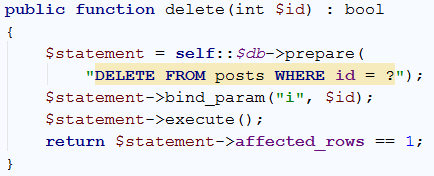 public function delete(int $id) : bool
{
    $statement = self::$db->prepare(
        "DELETE FROM posts WHERE id = ?");
    $statement->bind_param("i", $id);
    $statement->execute();
    return $statement->affected_rows == 1;
}